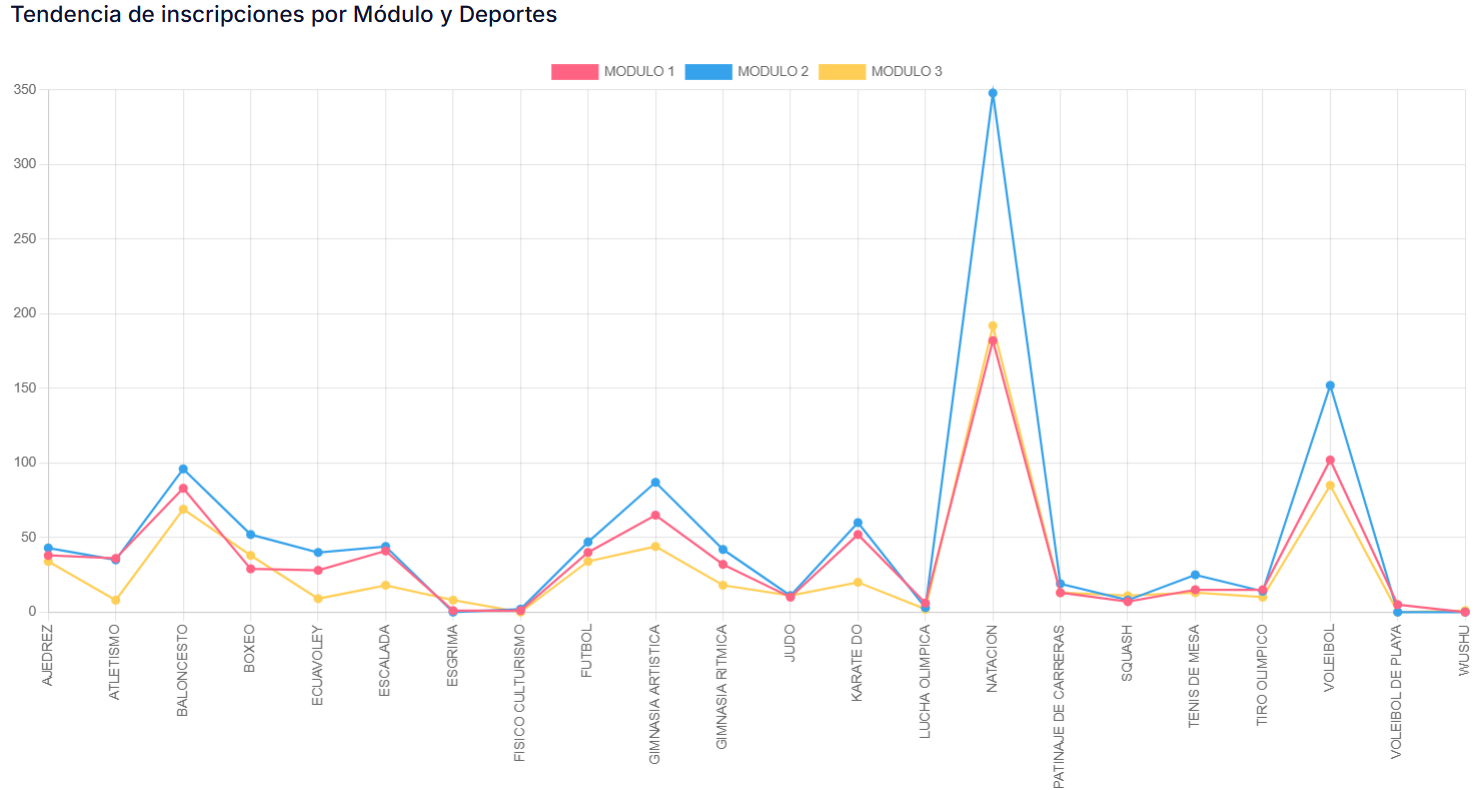 Tendencia de inscripciones por Módulo y Deportes
MODULO 1 MODULO 2 MODULO 3
350
300
250
200
150
100
50
0
AJEDREZ
ATLETISMO
BALONCESTO
BOXEO
ECUAVOLEY
ESCALADA
ESGRIMA
FISICO CULTURISMO
FUTBOL
GIMNASIA ARTISTICA
GIMNASIA RITMICA
JUDO
KARATE DO
LUCHA OLIMPICA
NATACION
PATINAJE DE CARRERAS
SQUASH
TENIS DE MESA
TIRO OLIMPICO
VOLEIBOL
VOLEIBOL DE PLAYA
WUSHU